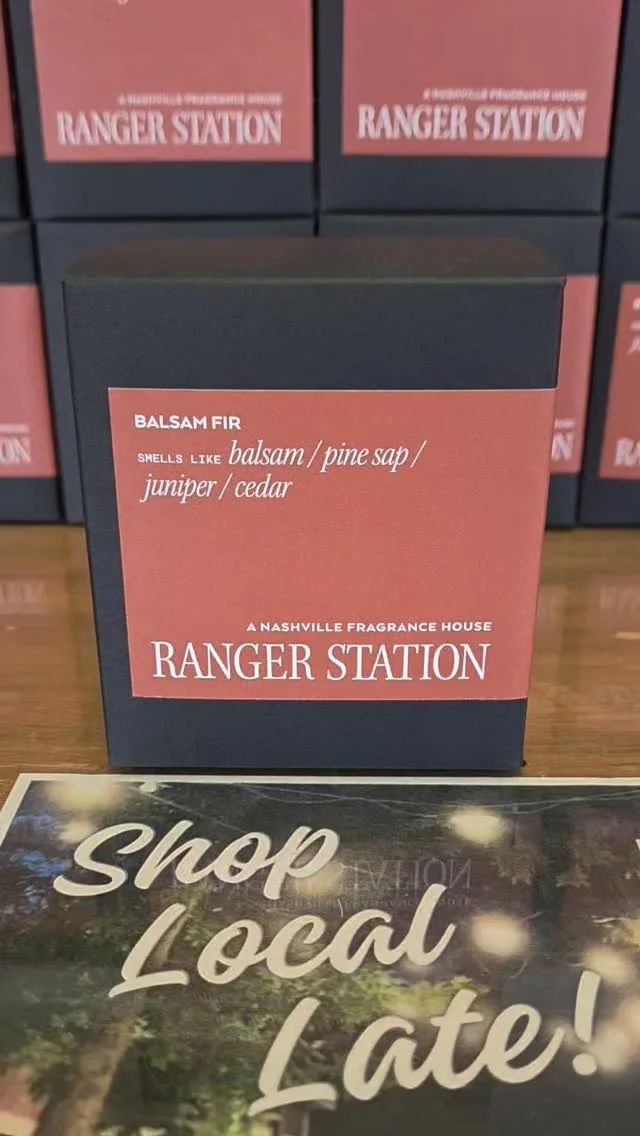 A NASHVILLE FRAGRANCE HOUSE
RANGER STATION
A NASHVILLE FRAGRANCE HOUSE
RANGER STATION
ON
N
BALSAM FIR
SMELLS LIKE balsam / pine sap /
juniper / cedar
A NASHVILLE FRAGRANCE HOUSE
RANGER STATION
Shop
Local
Late!